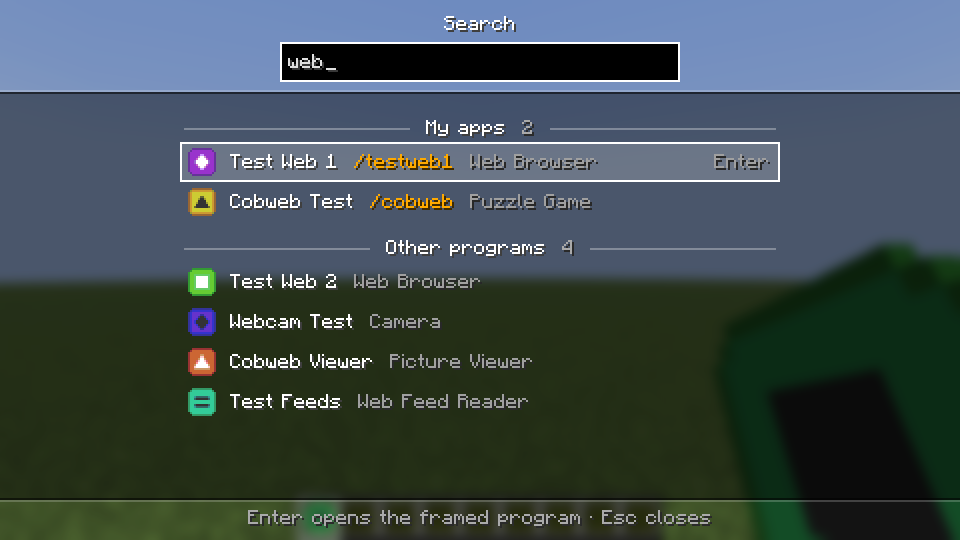 Search
web_
My apps 2
Test Web 1 /testweb1 Web Browser Enter
Cobweb Test /cobweb Puzzle Game
Other programs 4
Test Web 2 Web Browser
Webcam Test Camera
Cobweb Viewer Picture Viewer
Test Feeds Web Feed Reader
Enter opens the framed program · Esc closes